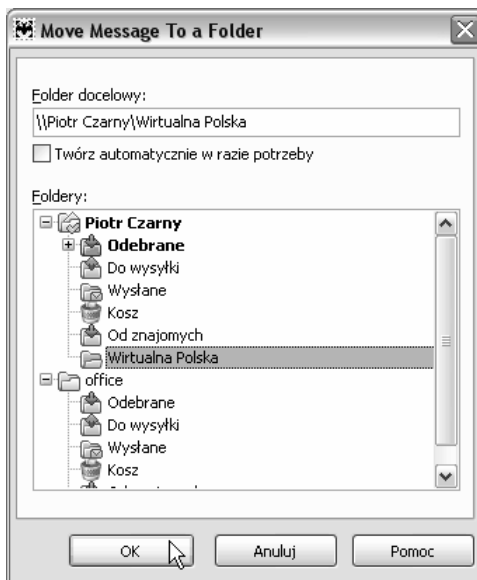 Move Message To a Folder
Folder docelowy:
\\Piotr Czarny\Wirtualna Polska
Twórz automatycznie w razie potrzeby
Foldery:
Piotr Czarny
Odebrane
Do wysyłki
Wysłane
Kosz
Od znajomych
Wirtualna Polska
office
Odebrane
Do wysyłki
Wysłane
Kosz
OK Anuluj Pomoc